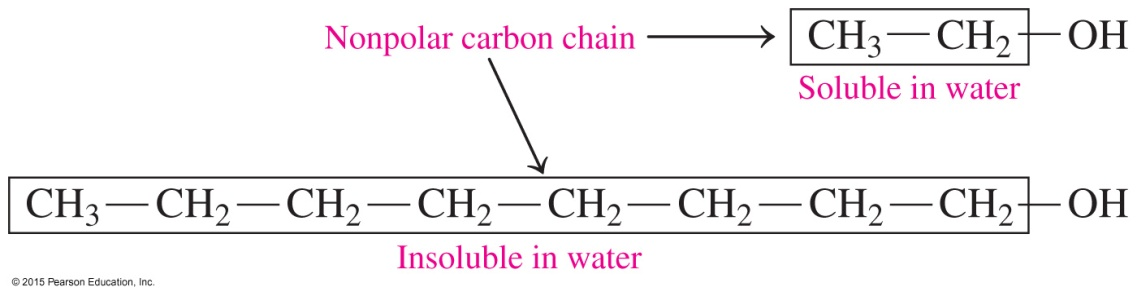 Nonpolar carbon chain CH₃—CH₂—OH
Soluble in water
CH₃—CH₂—CH₂—CH₂—CH₂—CH₂—CH₂—CH₂—OH
Insoluble in water
© 2015 Pearson Education, Inc.